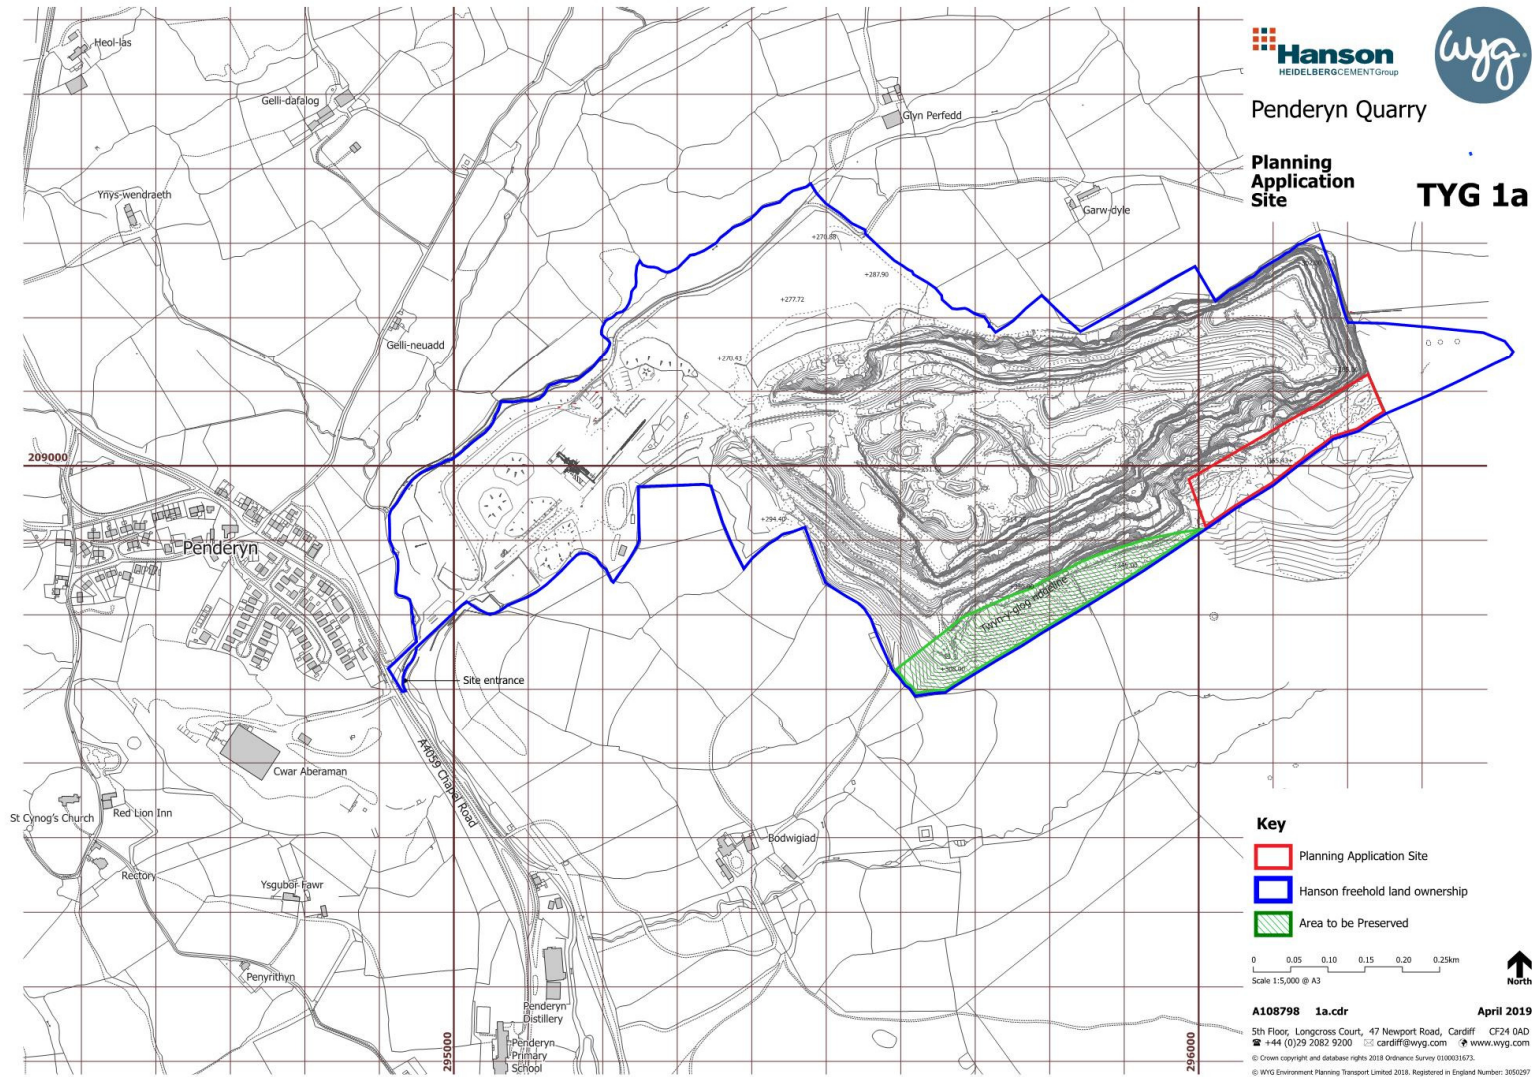 Hanson
HEIDELBERGCEMENTGroup
wyg
Penderyn Quarry
Planning
Application
Site
TYG 1a
Heol-las
Gelli-dafalog
Glyn Perfedd
Ynys-wendraeth
Garw-dyle
+270.88
+287.90
+277.72
Gelli-neuadd
+270.43
209000
Penderyn
+294.40
Twyn-y-glog ridgeline
Site entrance
A4059 Chapel Road
Cwar Aberaman
St Cynog's Church
Red Lion Inn
Rectory
Bodwigiad
Ysgubor Fawr
Penyrithyn
Penderyn
Distillery
Penderyn
Primary
School
295000
296000
Key
Planning Application Site
Hanson freehold land ownership
Area to be Preserved
0 0.05 0.10 0.15 0.20 0.25km
Scale 1:5,000 @ A3
North
A108798 1a.cdr April 2019
5th Floor, Longcross Court, 47 Newport Road, Cardiff CF24 0AD
+44 (0)29 2082 9200 cardiff@wyg.com www.wyg.com
© Crown copyright and database rights 2018 Ordnance Survey 0100031673.
© WYG Environment Planning Transport Limited 2018. Registered in England Number: 3050297